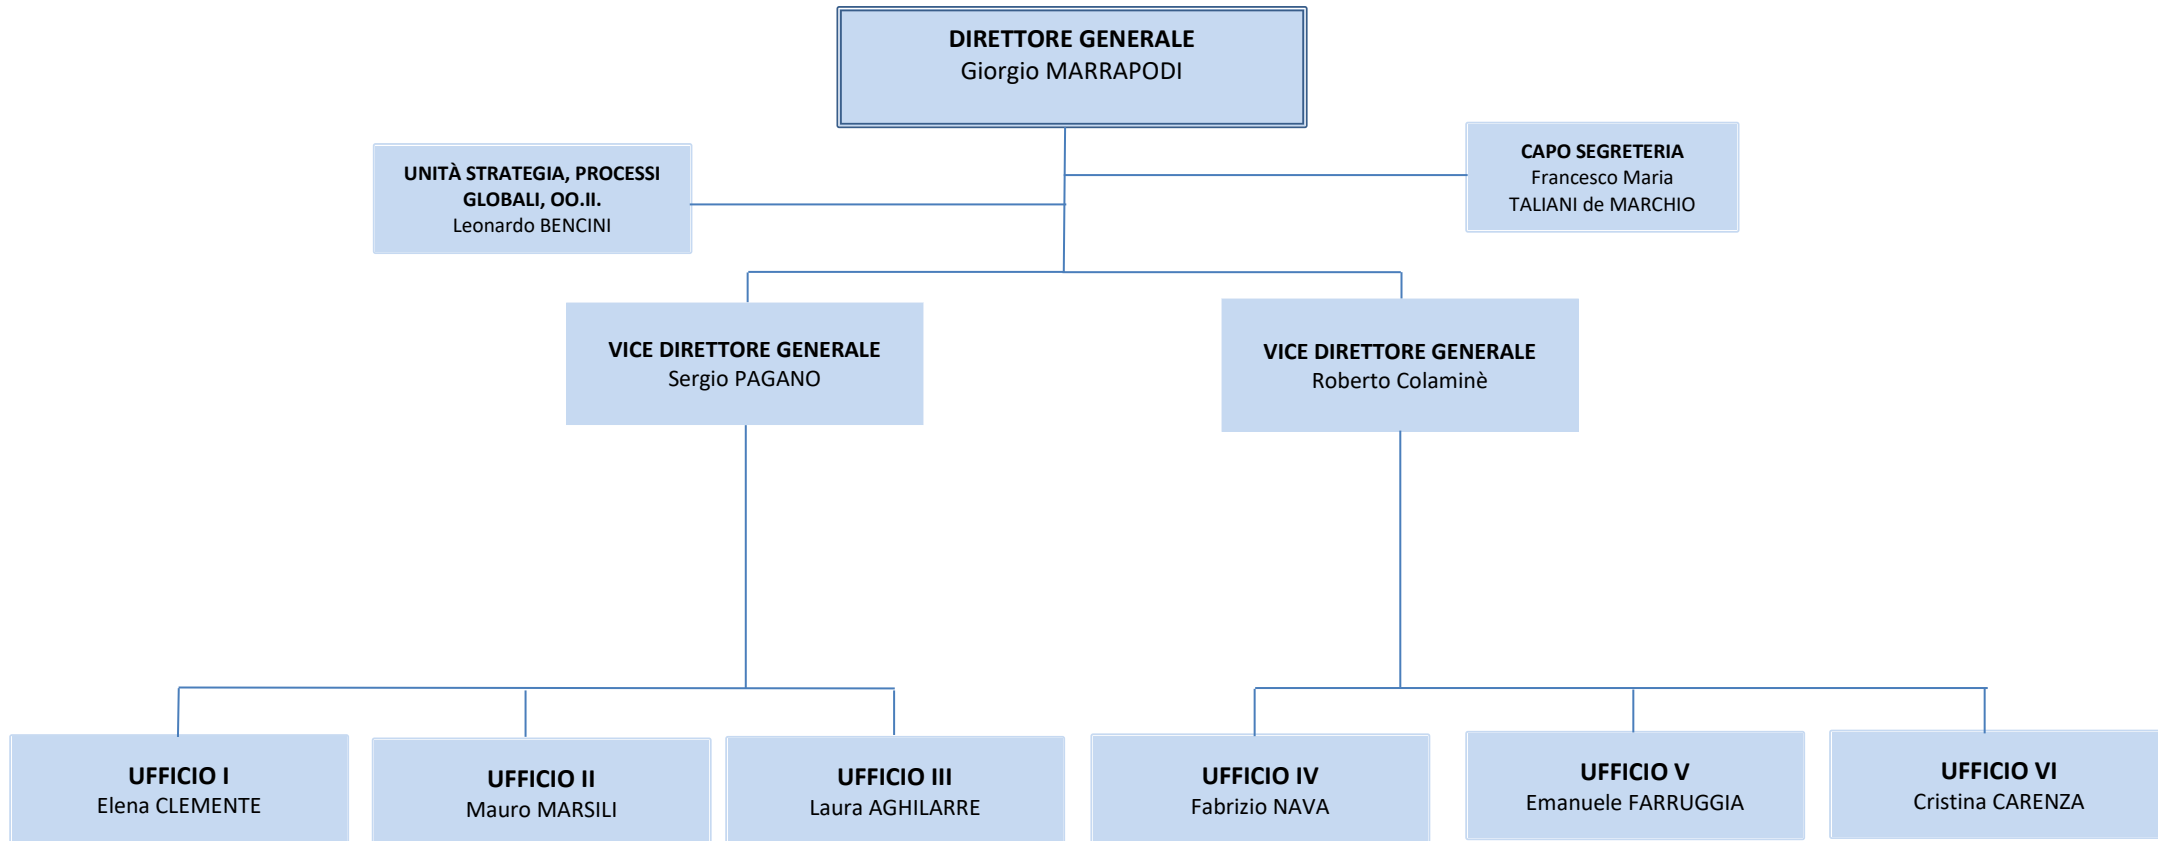 DIRETTORE GENERALE
Giorgio MARRAPODI
UNITÀ STRATEGIA, PROCESSI
GLOBALI, OO.II.
Leonardo BENCINI
CAPO SEGRETERIA
Francesco Maria
TALIANI de MARCHIO
VICE DIRETTORE GENERALE
Sergio PAGANO
VICE DIRETTORE GENERALE
Roberto Colaminè
UFFICIO I
Elena CLEMENTE
UFFICIO II
Mauro MARSILI
UFFICIO III
Laura AGHILARRE
UFFICIO IV
Fabrizio NAVA
UFFICIO V
Emanuele FARRUGGIA
UFFICIO VI
Cristina CARENZA